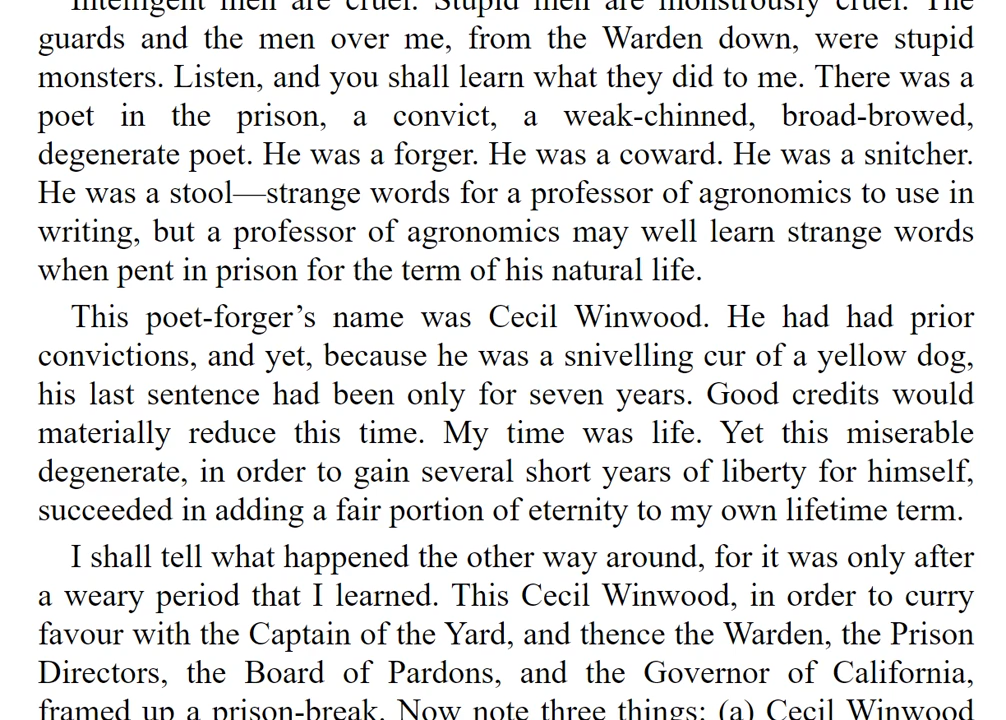 Intelligent men are cruel. Stupid men are monstrously cruel. The
guards and the men over me, from the Warden down, were stupid
monsters. Listen, and you shall learn what they did to me. There was a
poet in the prison, a convict, a weak-chinned, broad-browed,
degenerate poet. He was a forger. He was a coward. He was a snitcher.
He was a stool—strange words for a professor of agronomics to use in
writing, but a professor of agronomics may well learn strange words
when pent in prison for the term of his natural life.
This poet-forger’s name was Cecil Winwood. He had had prior
convictions, and yet, because he was a snivelling cur of a yellow dog,
his last sentence had been only for seven years. Good credits would
materially reduce this time. My time was life. Yet this miserable
degenerate, in order to gain several short years of liberty for himself,
succeeded in adding a fair portion of eternity to my own lifetime term.
I shall tell what happened the other way around, for it was only after
a weary period that I learned. This Cecil Winwood, in order to curry
favour with the Captain of the Yard, and thence the Warden, the Prison
Directors, the Board of Pardons, and the Governor of California,
framed up a prison-break. Now note three things: (a) Cecil Winwood